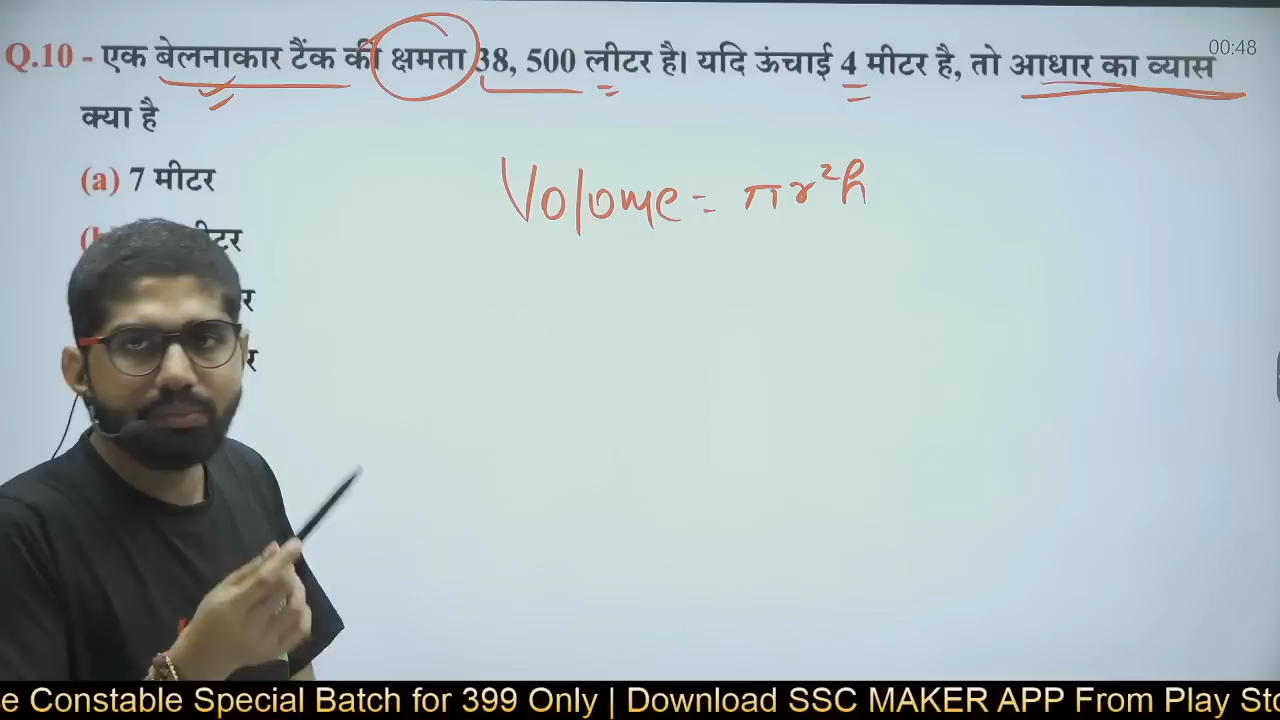 Q.10 - एक बेलनाकार टैंक की क्षमता 38, 500 लीटर है। यदि ऊंचाई 4 मीटर है, तो आधार का व्यास
00:48
क्या है
(a) 7 मीटर
Volome = πr²h
Constable Special Batch for 399 Only | Download SSC MAKER APP From Play